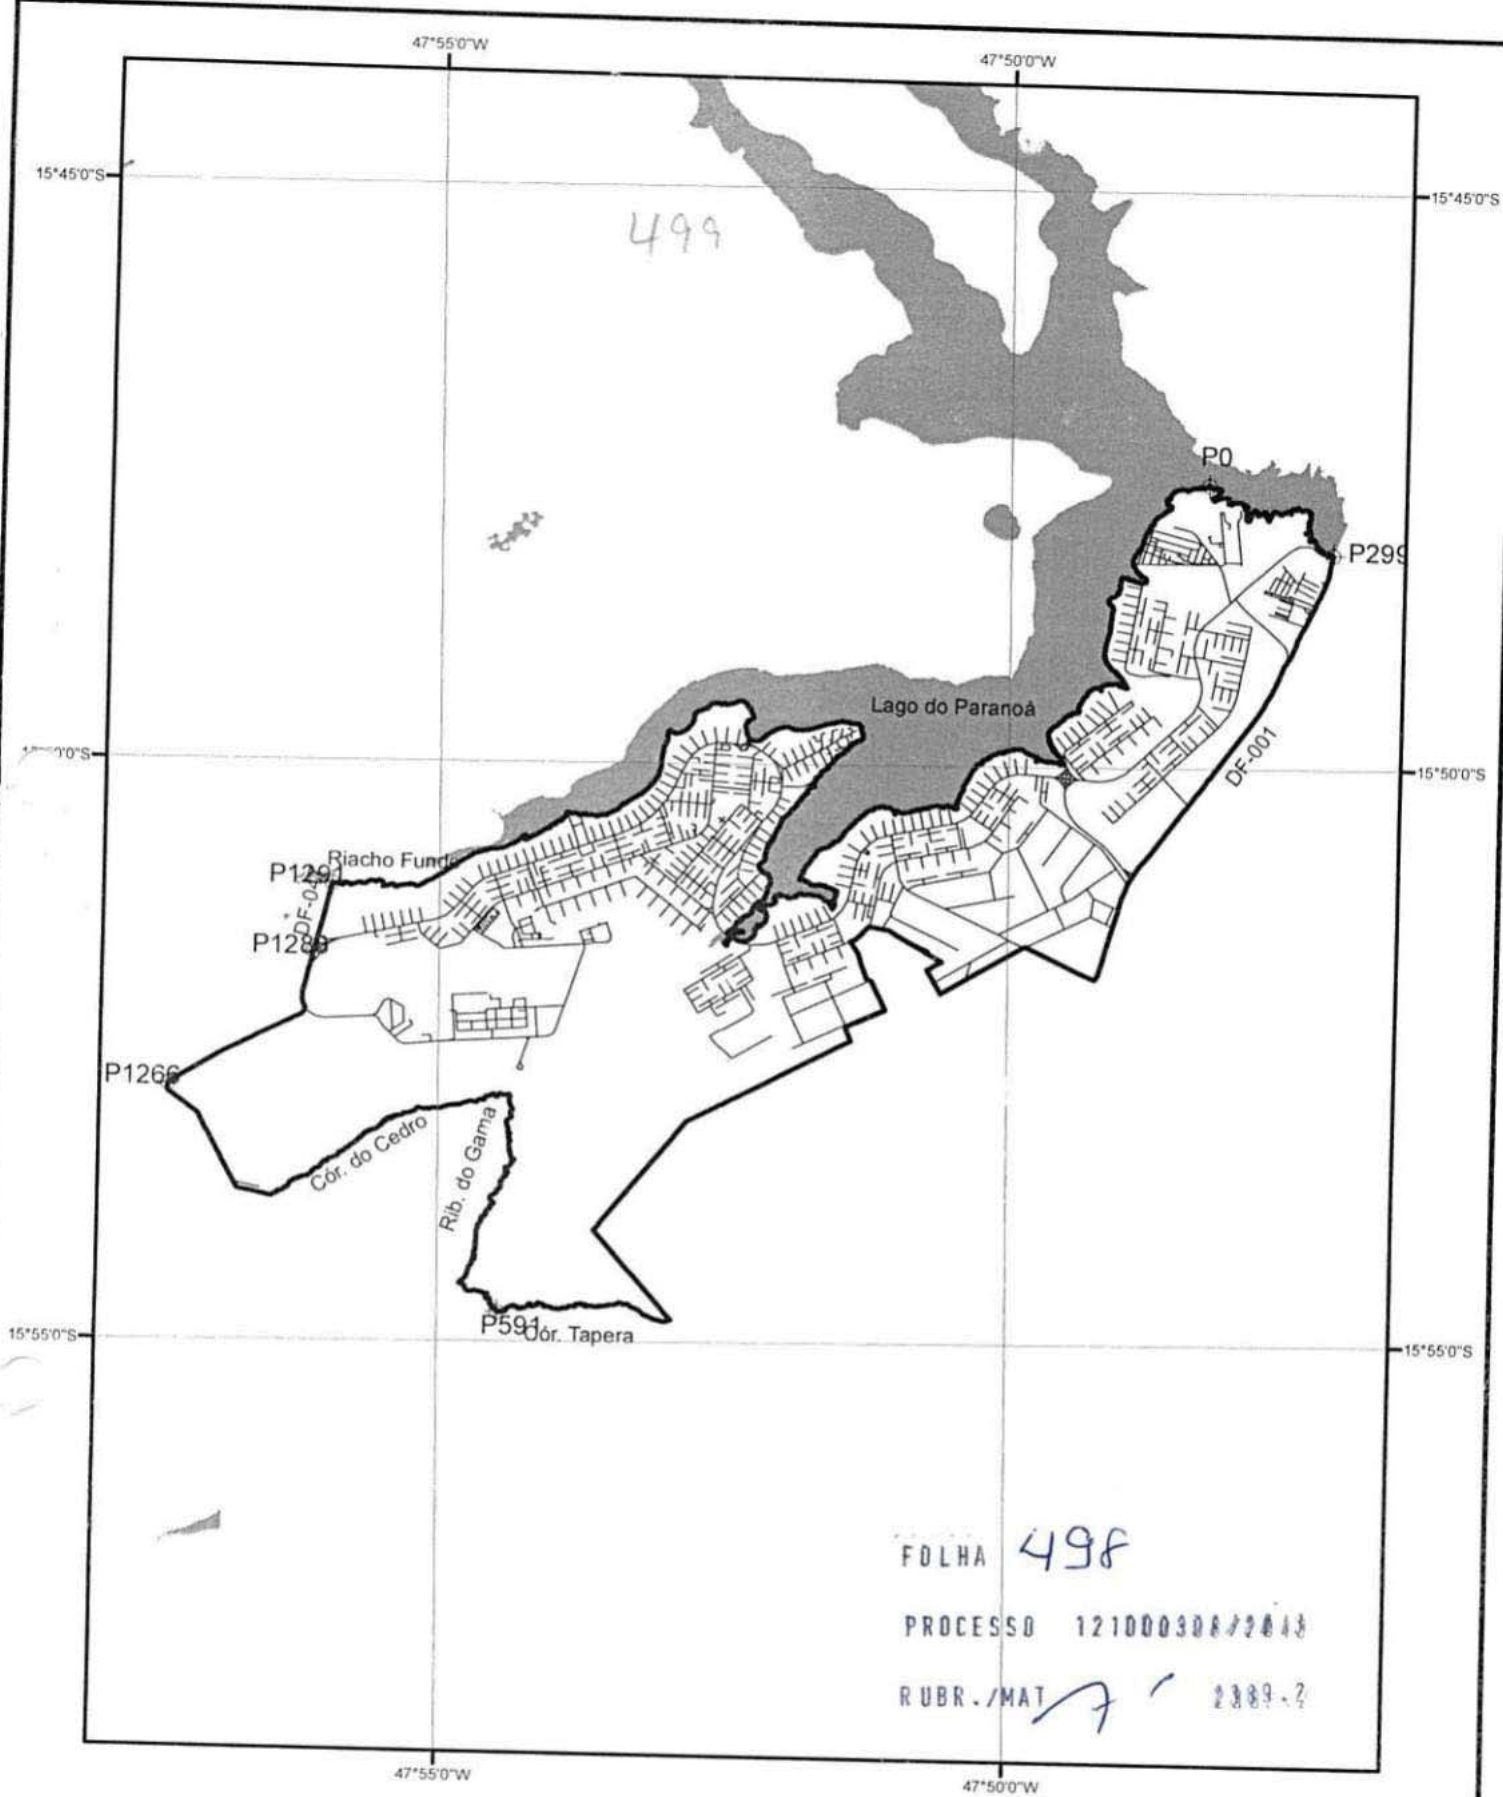 47°55'0"W
47°50'0"W
15°45'0"S
15°45'0"S
499
P0
P299
Lago do Paranoá
DF-001
15°50'0"S
Riacho Fundo
P1291
P1266
Cór. do Cedro
Rib. do Gama
P591
Cór. Tapera
15°55'0"S
15°55'0"S
FOLHA 498
PROCESSO
RUBR./MAT
47°55'0"W
47°50'0"W